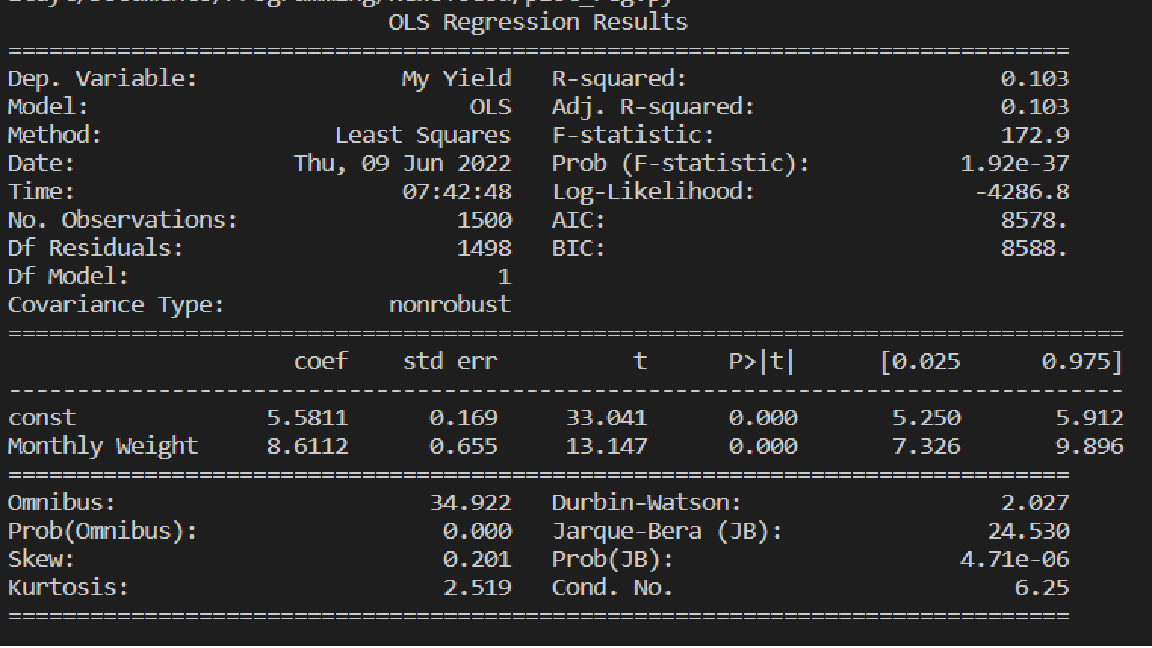 OLS Regression Results
==============================================================================
Dep. Variable: My Yield R-squared: 0.103
Model: OLS Adj. R-squared: 0.103
Method: Least Squares F-statistic: 172.9
Date: Thu, 09 Jun 2022 Prob (F-statistic): 1.92e-37
Time: 07:42:48 Log-Likelihood: -4286.8
No. Observations: 1500 AIC: 8578.
Df Residuals: 1498 BIC: 8588.
Df Model: 1
Covariance Type: nonrobust
==================================================================================
coef std err t P>|t| [0.025 0.975]
----------------------------------------------------------------------------------
const 5.5811 0.169 33.041 0.000 5.250 5.912
Monthly Weight 8.6112 0.655 13.147 0.000 7.326 9.896
==============================================================================
Omnibus: 34.922 Durbin-Watson: 2.027
Prob(Omnibus): 0.000 Jarque-Bera (JB): 24.530
Skew: 0.201 Prob(JB): 4.71e-06
Kurtosis: 2.519 Cond. No. 6.25
==============================================================================